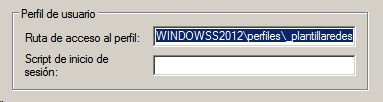 Perfil de usuario
Ruta de acceso al perfil: WINDOWSS2012\perfiles\_plantillaredes
Script de inicio de
sesión: